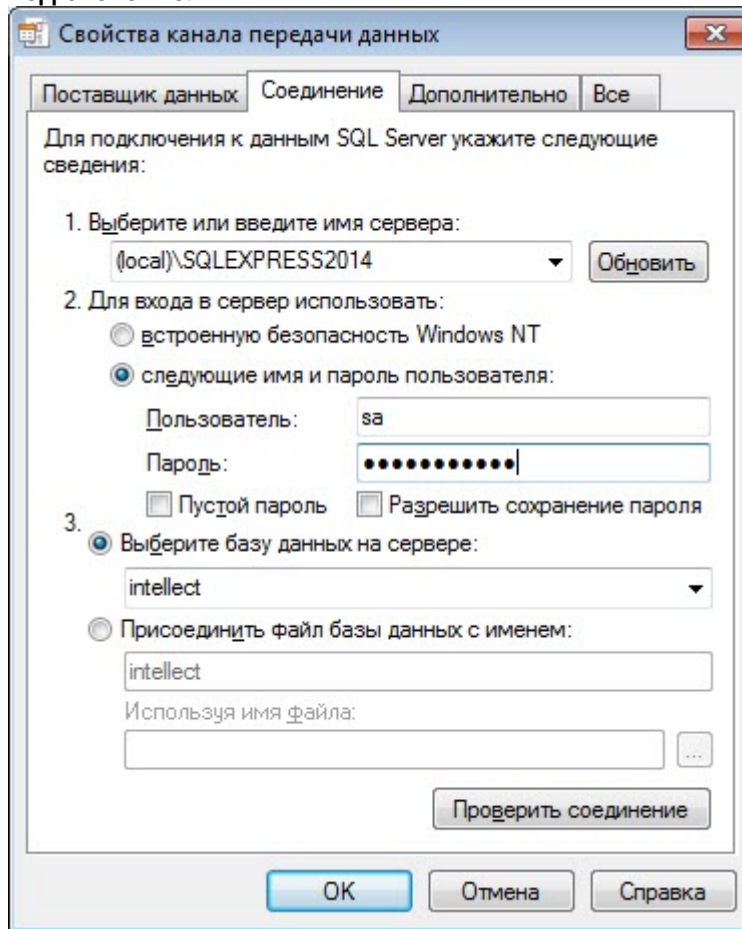 Свойства канала передачи данных
Поставщик данных Соединение Дополнительно Все
Для подключения к данным SQL Server укажите следующие
сведения:
1. Выберите или введите имя сервера:
(local)\SQLEXPRESS2014 Обновить
2. Для входа в сервер использовать:
встроенную безопасность Windows NT
следующие имя и пароль пользователя:
Пользователь: sa
Пароль: ●●●●●●●●●●●
Пустой пароль Разрешить сохранение пароля
3.
Выберите базу данных на сервере:
intellect
Присоединить файл базы данных с именем:
intellect
Используя имя файла:
...
Проверить соединение
OK Отмена Справка